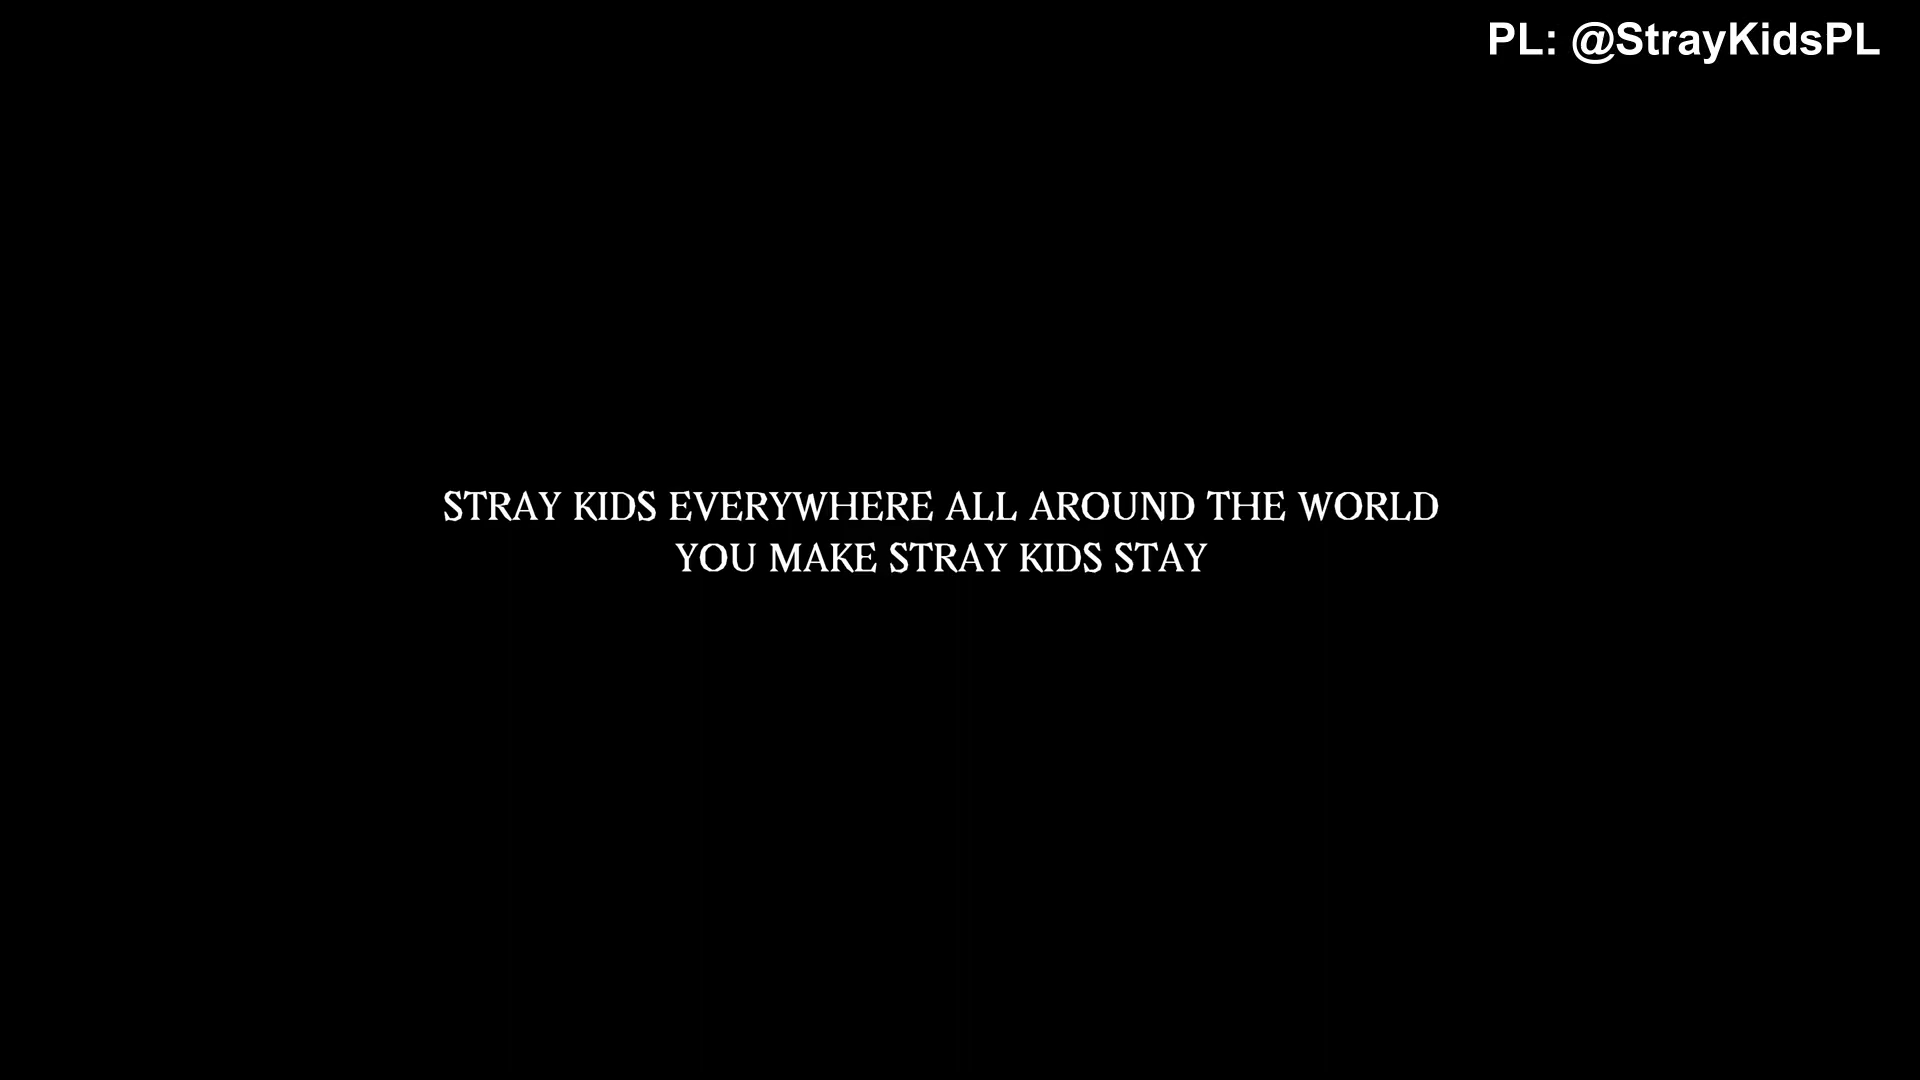 PL: @StrayKidsPL
STRAY KIDS EVERYWHERE ALL AROUND THE WORLD
YOU MAKE STRAY KIDS STAY